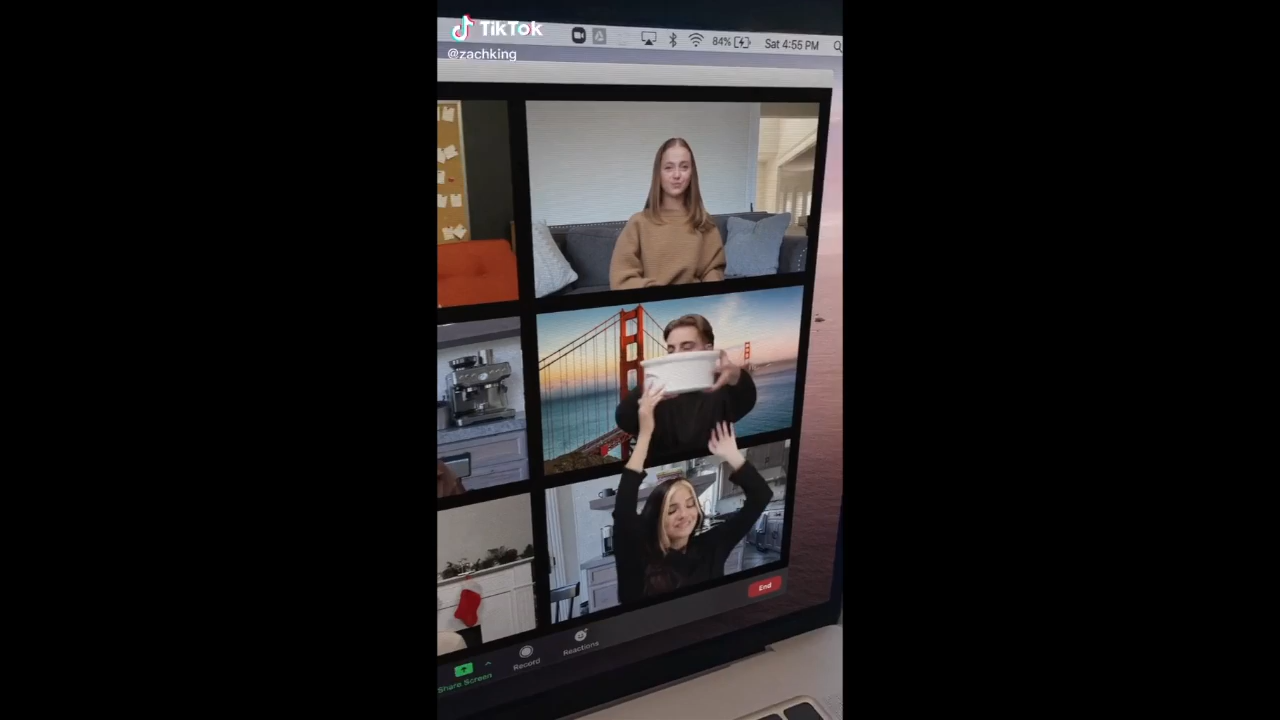 TikTok
@zachking
84% Sat 4:55 PM
End
Reactions
Record
Share Screen